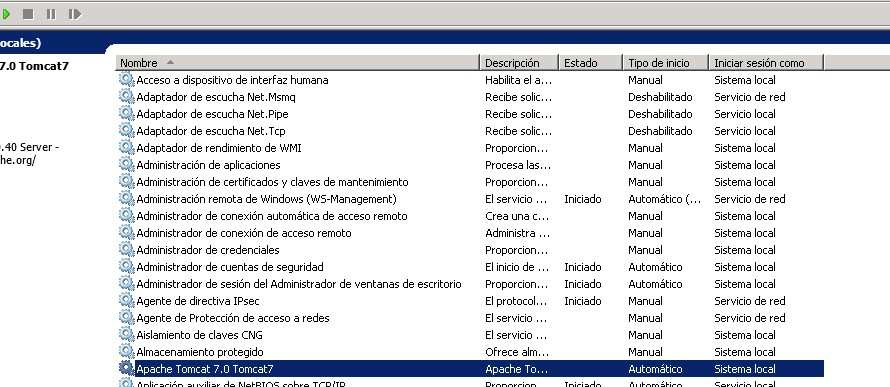 ocales)
7.0 Tomcat7
.40 Server -
he.org/
Nombre Descripción Estado Tipo de inicio Iniciar sesión como
Acceso a dispositivo de interfaz humana Habilita el a... Manual Sistema local
Adaptador de escucha Net.Msmq Recibe solic... Deshabilitado Servicio de red
Adaptador de escucha Net.Pipe Recibe solic... Deshabilitado Servicio local
Adaptador de escucha Net.Tcp Recibe solic... Deshabilitado Servicio local
Adaptador de rendimiento de WMI Proporcion... Manual Sistema local
Administración de aplicaciones Procesa las... Manual Sistema local
Administración de certificados y claves de mantenimiento Proporcion... Manual Sistema local
Administración remota de Windows (WS-Management) El servicio ... Iniciado Automático (... Servicio de red
Administrador de conexión automática de acceso remoto Crea una c... Manual Sistema local
Administrador de conexión de acceso remoto Administra ... Manual Sistema local
Administrador de credenciales Proporcion... Manual Sistema local
Administrador de cuentas de seguridad El inicio de ... Iniciado Automático Sistema local
Administrador de sesión del Administrador de ventanas de escritorio Proporcion... Iniciado Automático Sistema local
Agente de directiva IPsec El protocol... Iniciado Manual Servicio de red
Agente de Protección de acceso a redes El servicio ... Manual Servicio de red
Aislamiento de claves CNG El servicio ... Manual Sistema local
Almacenamiento protegido Ofrece alm... Manual Sistema local
Apache Tomcat 7.0 Tomcat7 Apache To... Automático Sistema local
Aplicación auxiliar de NetBIOS sobre TCP/IP Proporcion... Iniciado Automático Servicio local